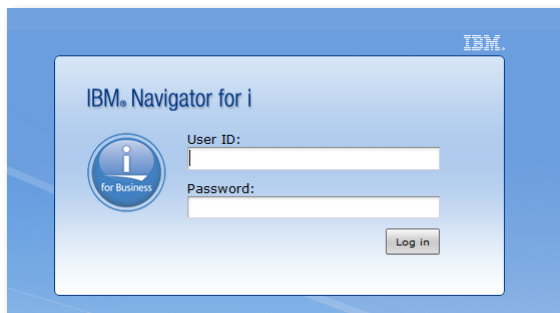 IBM.
IBM® Navigator for i
i
for Business
User ID:
Password:
Log in